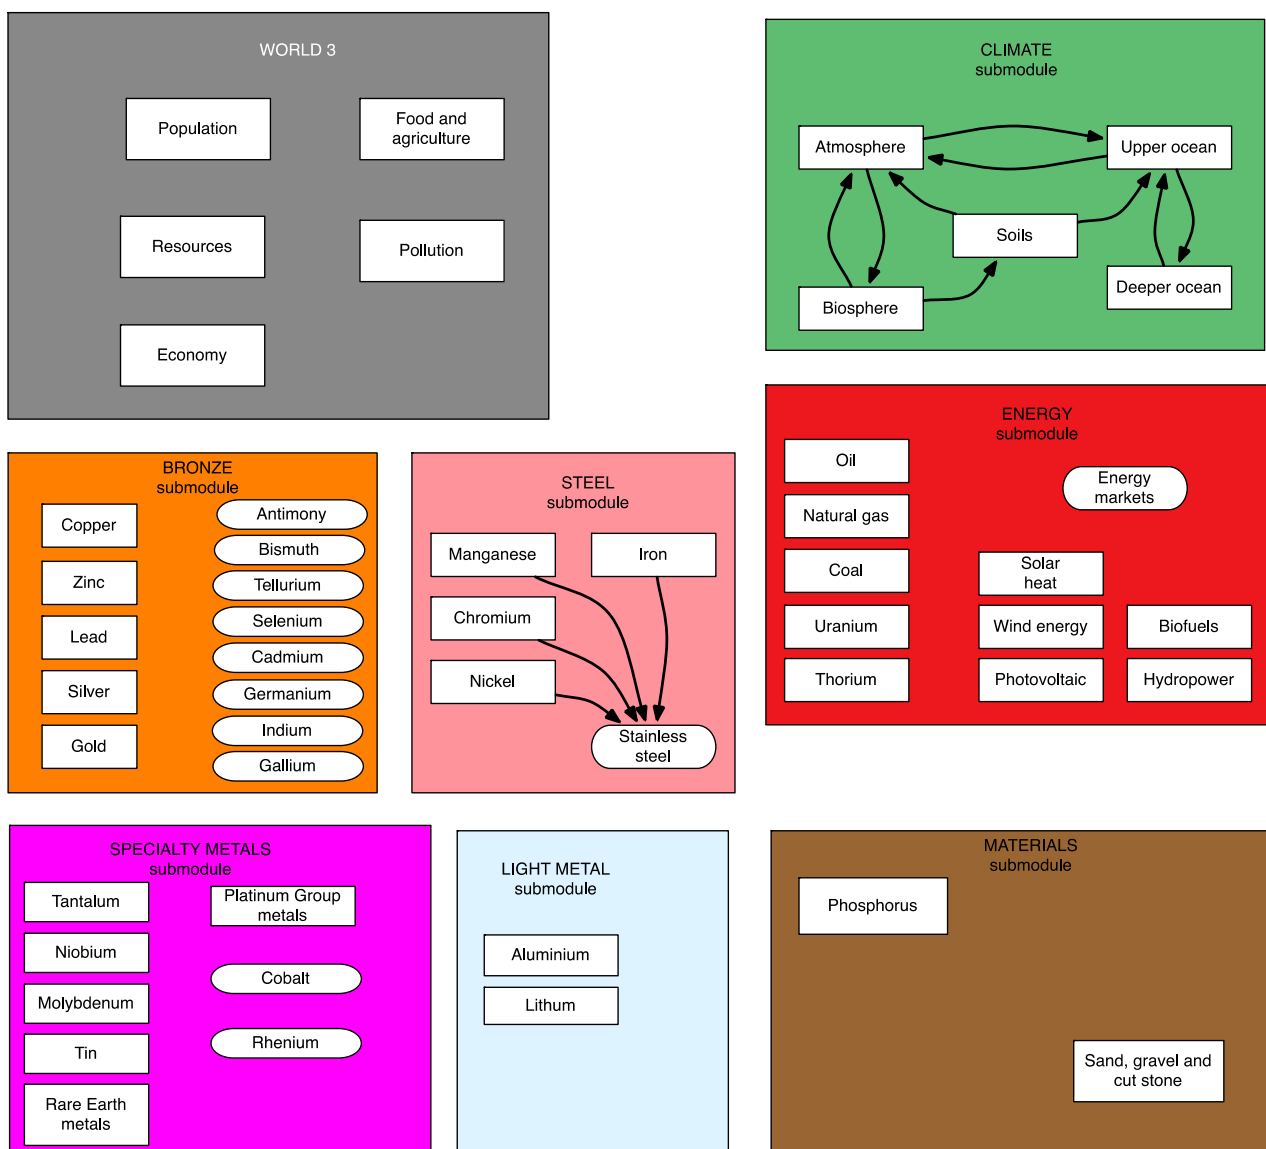 WORLD 3
Population
Food and
agriculture
Resources
Pollution
Economy
CLIMATE
submodule
Atmosphere
Upper ocean
Soils
Biosphere
Deeper ocean
BRONZE
submodule
Copper
Zinc
Lead
Silver
Gold
Antimony
Bismuth
Tellurium
Selenium
Cadmium
Germanium
Indium
Gallium
STEEL
submodule
Manganese
Iron
Chromium
Nickel
Stainless
steel
ENERGY
submodule
Oil
Natural gas
Coal
Uranium
Thorium
Energy
markets
Solar
heat
Wind energy
Photovoltaic
Biofuels
Hydropower
SPECIALTY METALS
submodule
Tantalum
Niobium
Molybdenum
Tin
Rare Earth
metals
Platinum Group
metals
Cobalt
Rhenium
LIGHT METAL
submodule
Aluminium
Lithum
MATERIALS
submodule
Phosphorus
Sand, gravel and
cut stone